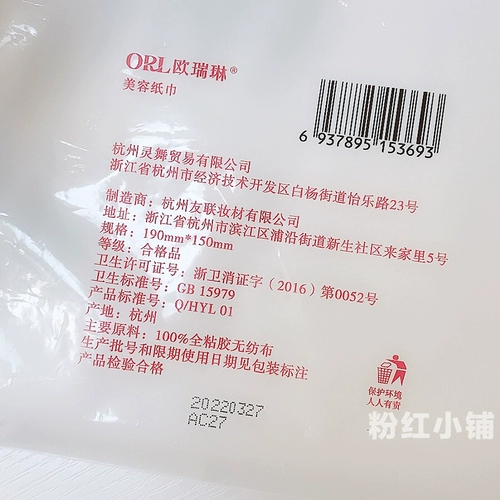 ORL欧瑞琳®
美容纸巾
6 937895 153693
杭州灵舞贸易有限公司
浙江省杭州市经济技术开发区白杨街道怡乐路23号
制造商：杭州友联妆材有限公司
地址：浙江省杭州市滨江区浦沿街道新生社区来家里5号
规格：190mm*150mm
等级：合格品
卫生许可证号：浙卫消证字（2016）第0052号
卫生标准号：GB 15979
产品标准号：Q/HYL 01
产地：杭州
主要原料：100%全粘胶无纺布
生产批号和限期使用日期见包装标注
产品检验合格
保护环境
人人有责
20220327
AC27
粉红小铺